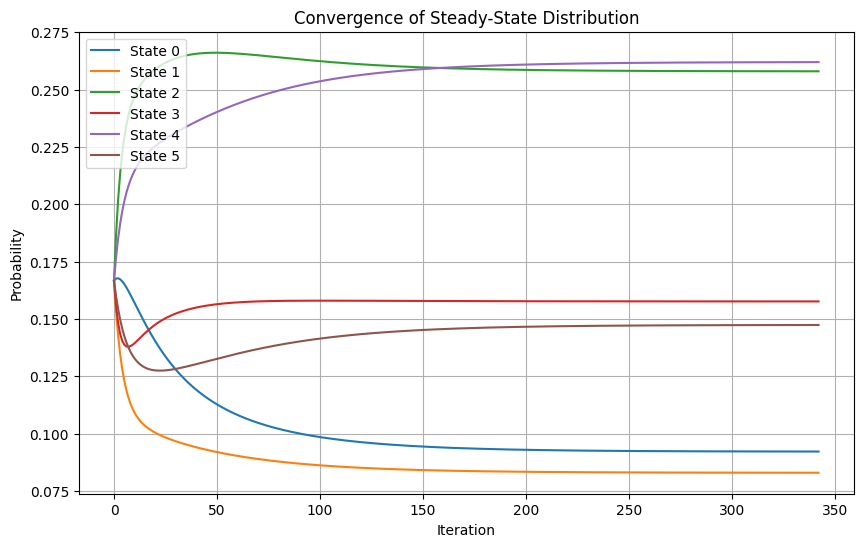 Convergence of Steady-State Distribution
0.275
0.250
0.225
0.200
0.175
0.150
0.125
0.100
0.075
Probability
State 0
State 1
State 2
State 3
State 4
State 5
0 50 100 150 200 250 300 350
Iteration